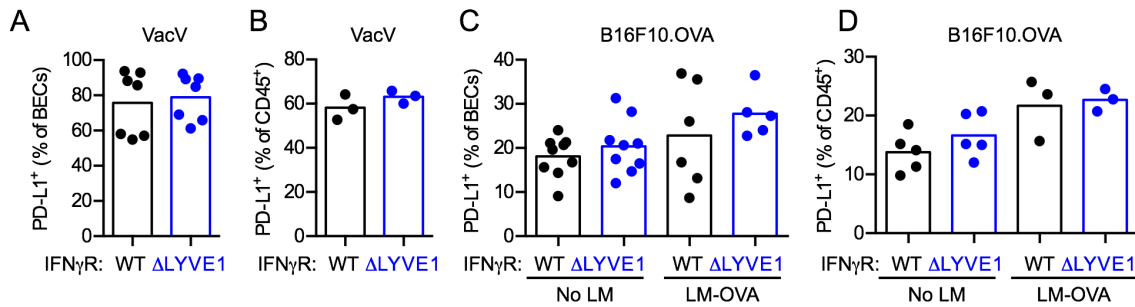 A
VacV
PD-L1+ (% of BECs)
100
80
60
40
20
0
IFNγR: WT ΔLYVE1
B
VacV
PD-L1+ (% of CD45+)
80
60
40
20
0
IFNγR: WT ΔLYVE1
C
B16F10.OVA
PD-L1+ (% of BECs)
40
30
20
10
0
IFNγR: WT ΔLYVE1 WT ΔLYVE1
No LM LM-OVA
D
B16F10.OVA
PD-L1+ (% of CD45+)
30
20
10
0
IFNγR: WT ΔLYVE1 WT ΔLYVE1
No LM LM-OVA